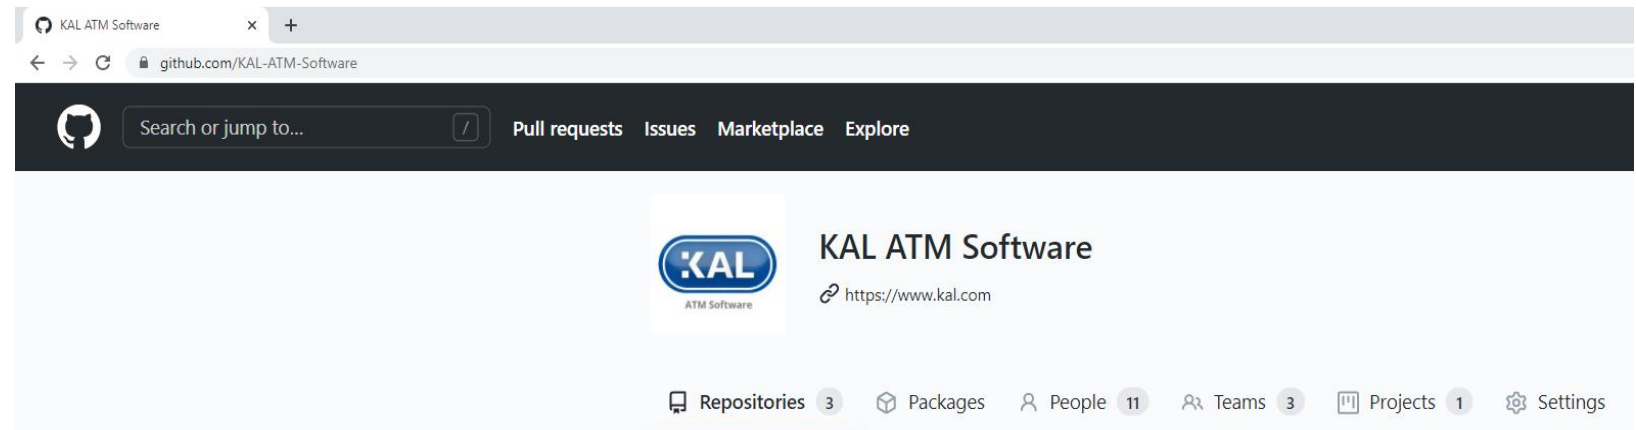 KAL ATM Software
github.com/KAL-ATM-Software
Search or jump to... / Pull requests Issues Marketplace Explore
KAL
ATM Software
KAL ATM Software
https://www.kal.com
Repositories 3 Packages People 11 Teams 3 Projects 1 Settings